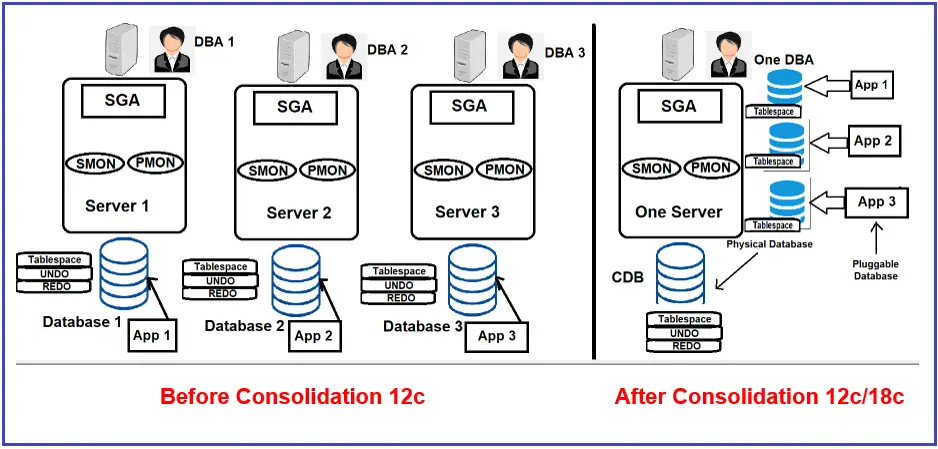 DBA 1
SGA
SMON
PMON
Server 1
Tablespace
UNDO
REDO
Database 1
App 1
DBA 2
SGA
SMON
PMON
Server 2
Tablespace
UNDO
REDO
Database 2
App 2
DBA 3
SGA
SMON
PMON
Server 3
Tablespace
UNDO
REDO
Database 3
App 3
Before Consolidation 12c
One DBA
SGA
SMON
PMON
One Server
Tablespace
App 1
Tablespace
App 2
Tablespace
App 3
Physical Database
Pluggable
Database
CDB
Tablespace
UNDO
REDO
After Consolidation 12c/18c